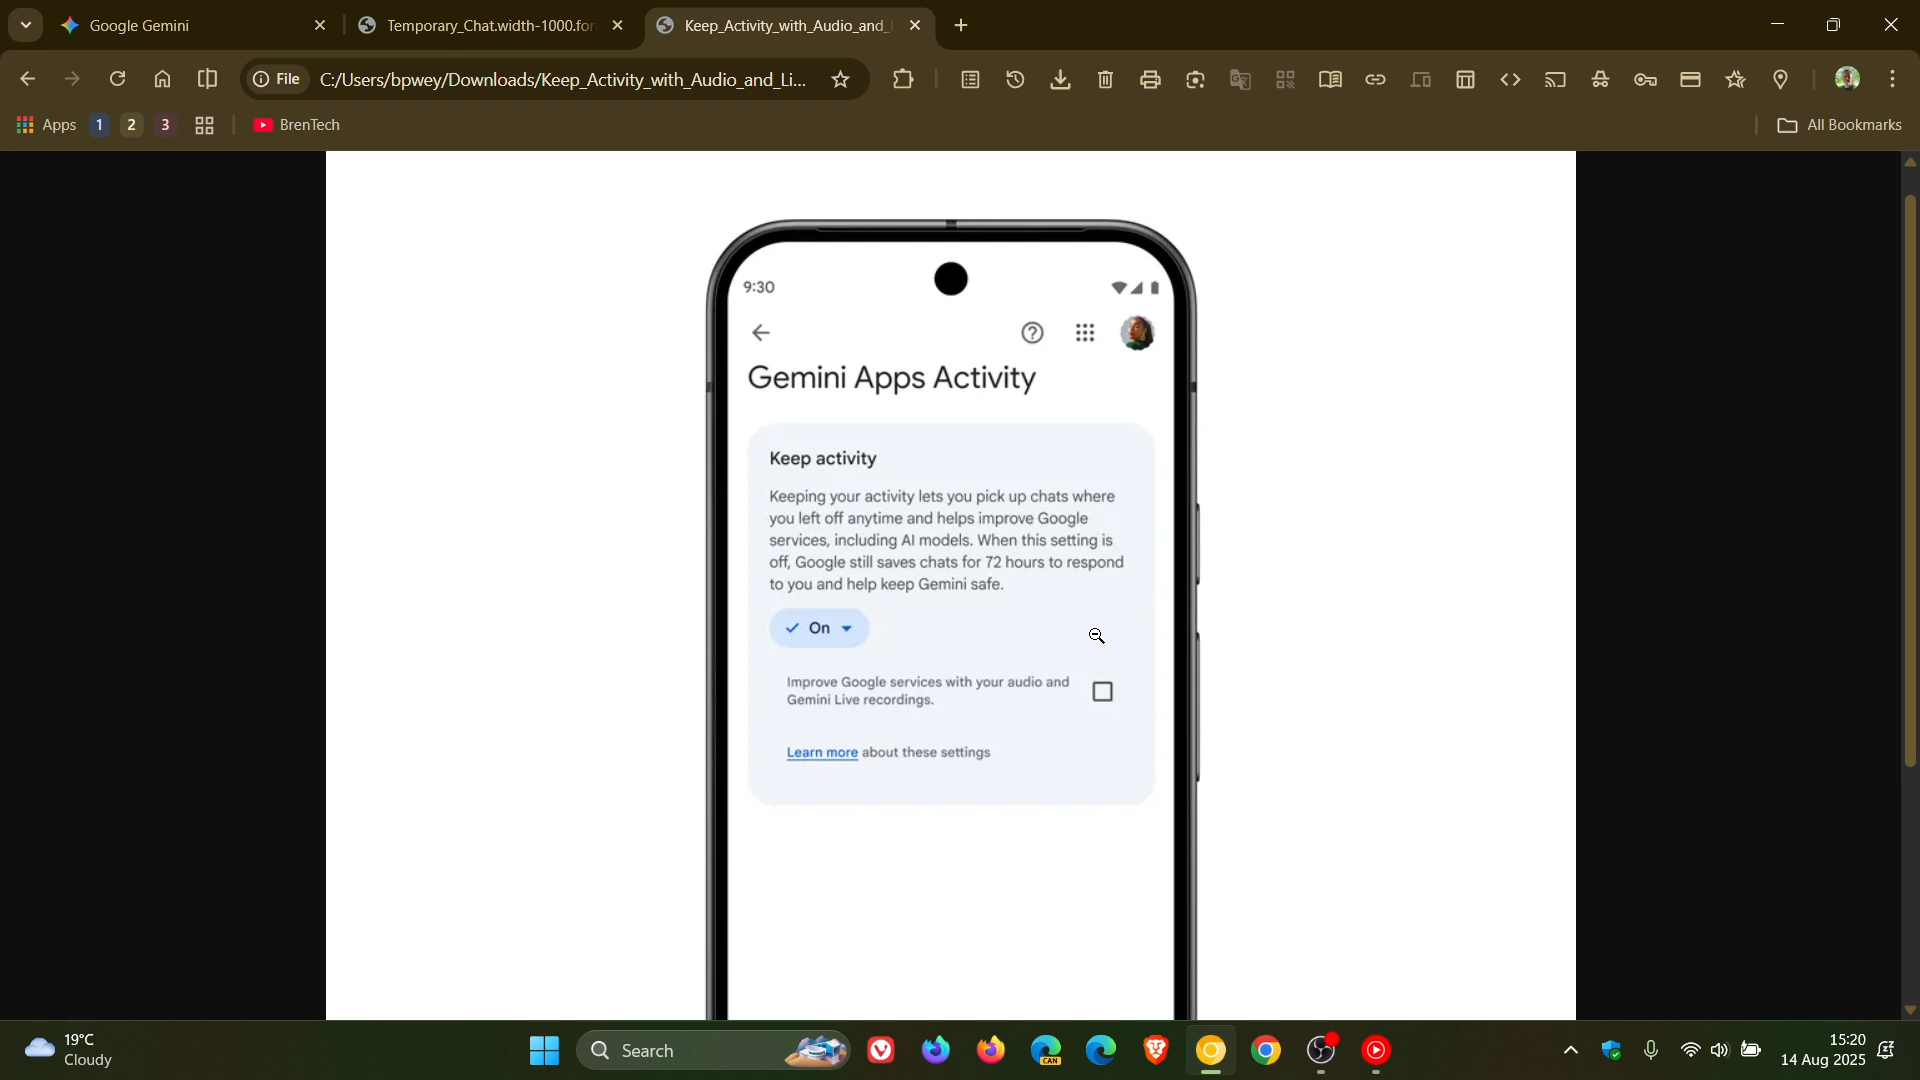 Google Gemini
Temporary_Chat.width-1000.for
Keep_Activity_with_Audio_and_
File
C:/Users/bpwey/Downloads/Keep_Activity_with_Audio_and_Li...
Apps
1
2
3
BrenTech
All Bookmarks
9:30
Gemini Apps Activity
Keep activity
Keeping your activity lets you pick up chats where
you left off anytime and helps improve Google
services, including AI models. When this setting is
off, Google still saves chats for 72 hours to respond
to you and help keep Gemini safe.
On
Improve Google services with your audio and
Gemini Live recordings.
Learn more about these settings
19°C
Cloudy
Search
CAN
15:20
14 Aug 2025